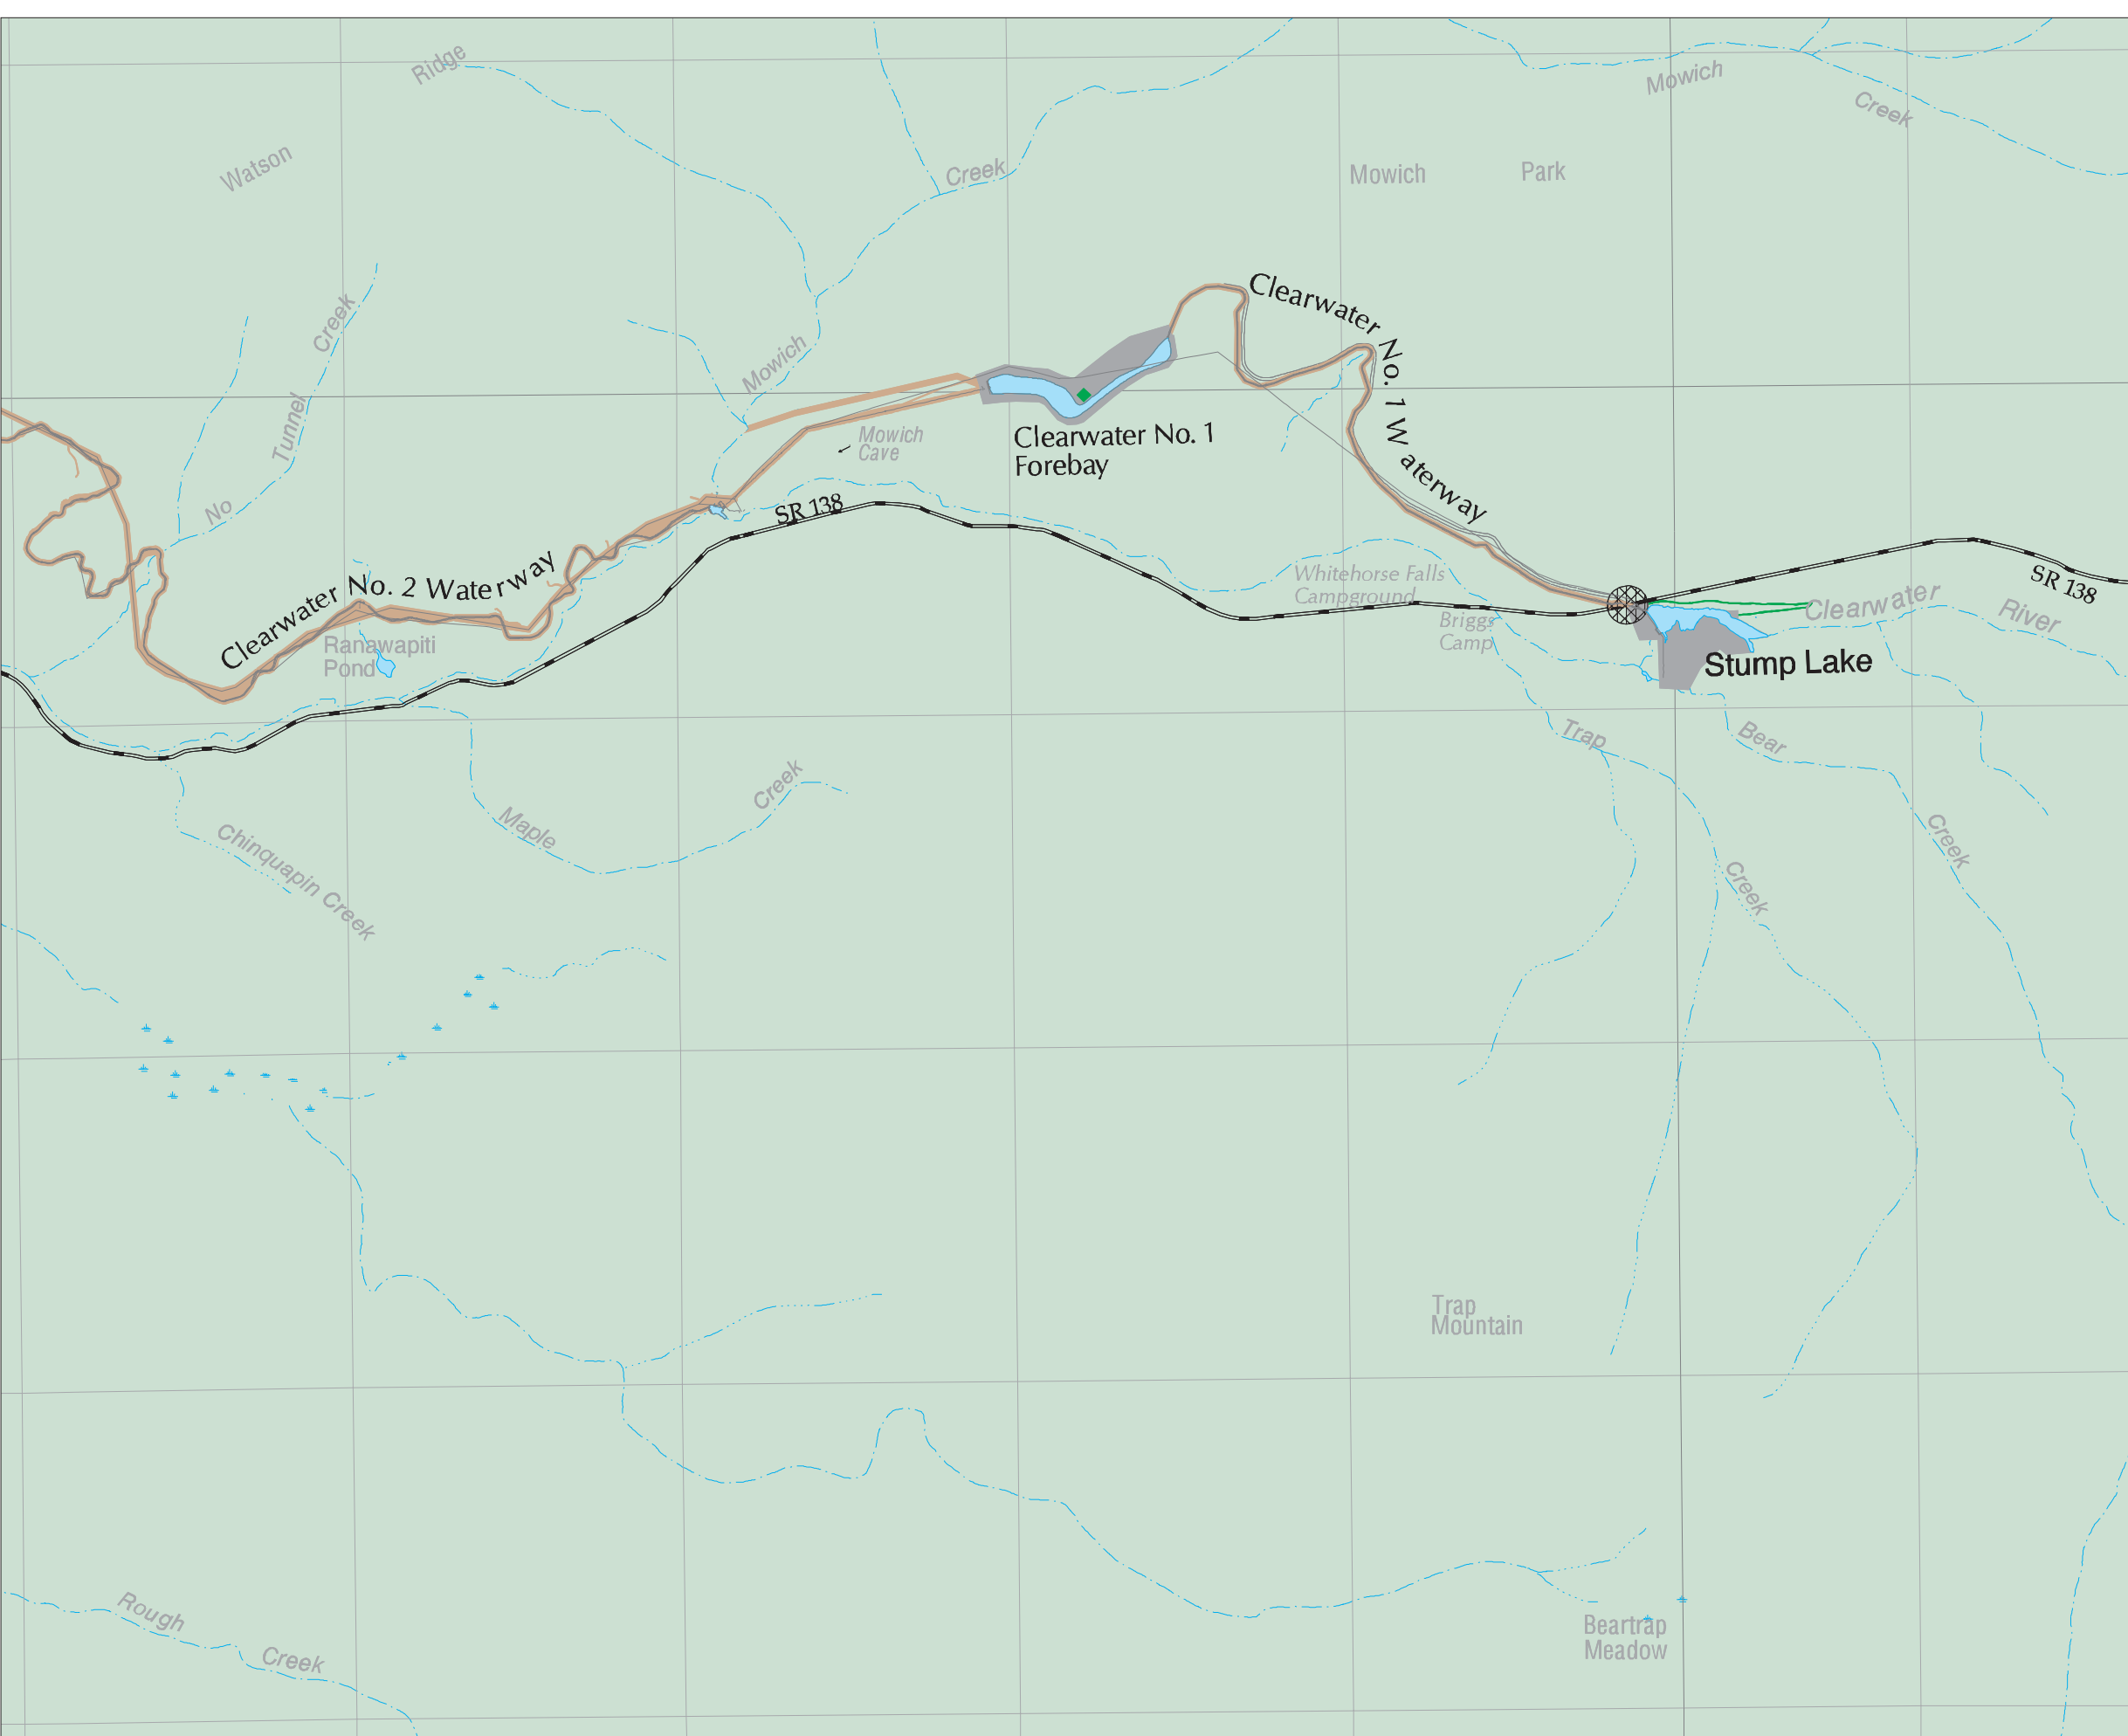 Ridge
Watson
Mowich
Creek
Creek
Mowich Park
Clearwater No. 1 Waterway
Creek
Tunnel
No
Mowich
Mowich
Cave
Clearwater No. 1
Forebay
SR 138
Clearwater No. 2 Waterway
Ranawapiti
Pond
Whitehorse Falls
Campground
Briggs
Camp
SR 138
Clearwater River
Stump Lake
Trap
Creek
Bear
Creek
Maple
Creek
Chinquapin Creek
Trap
Mountain
Rough
Creek
Beartrap
Meadow